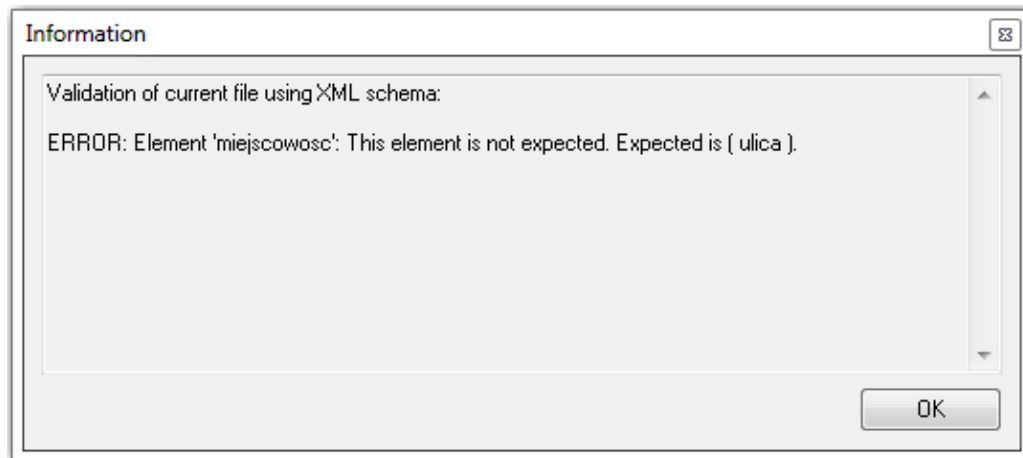 Information
Validation of current file using XML schema:
ERROR: Element 'miejscowosc': This element is not expected. Expected is ( ulica ).
OK